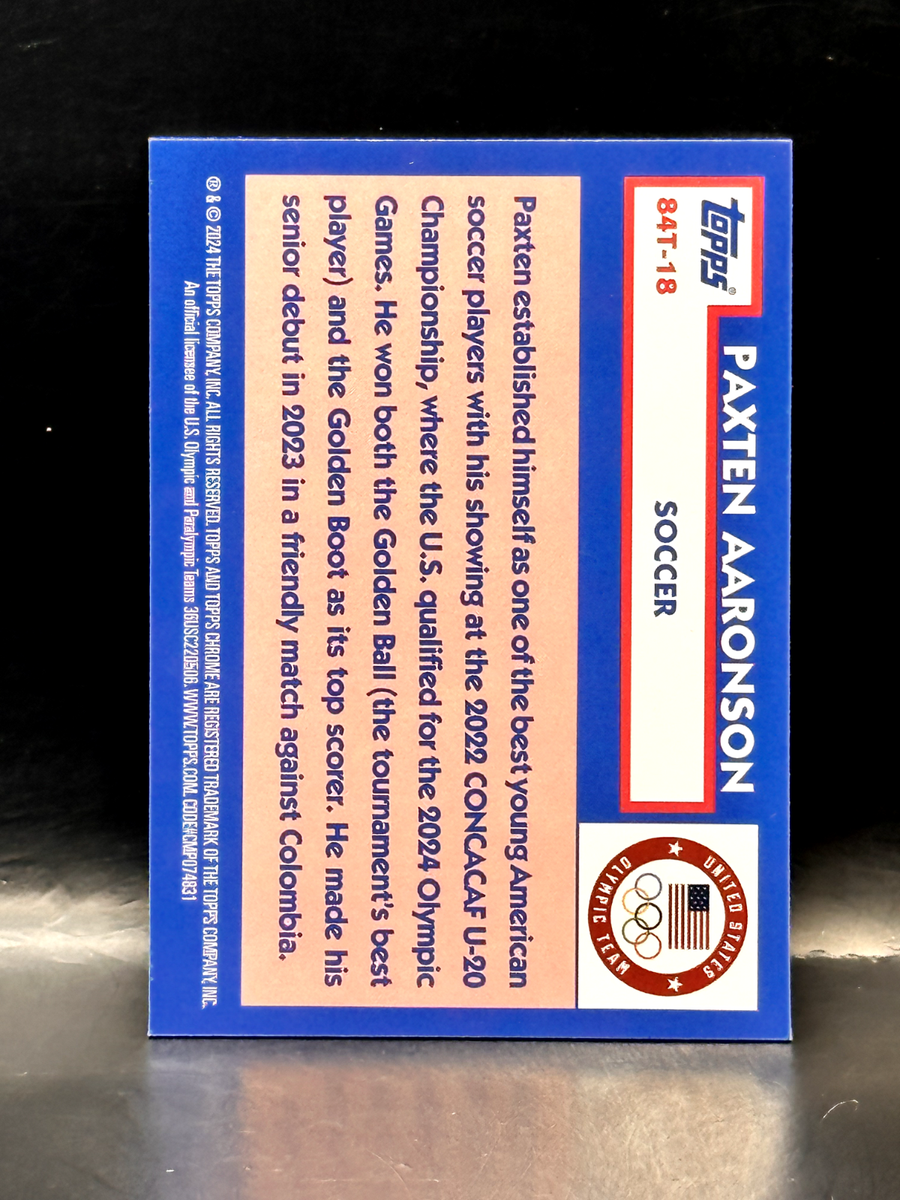 topps®
84T-18
PAXTEN AARONSON
SOCCER
UNITED STATES
OLYMPIC TEAM
Paxten established himself as one of the best young American
soccer players with his showing at the 2022 CONCACAF U-20
Championship, where the U.S. qualified for the 2024 Olympic
Games. He won both the Golden Ball (the tournament's best
player) and the Golden Boot as its top scorer. He made his
senior debut in 2023 in a friendly match against Colombia.
® & © 2024 THE TOPPS COMPANY, INC. ALL RIGHTS RESERVED. TOPPS AND TOPPS CHROME ARE REGISTERED TRADEMARK OF THE TOPPS COMPANY, INC.
An official licensee of the U.S. Olympic and Paralympic Teams 36USC220506. WWW.TOPPS.COM. CODE#CMP074831